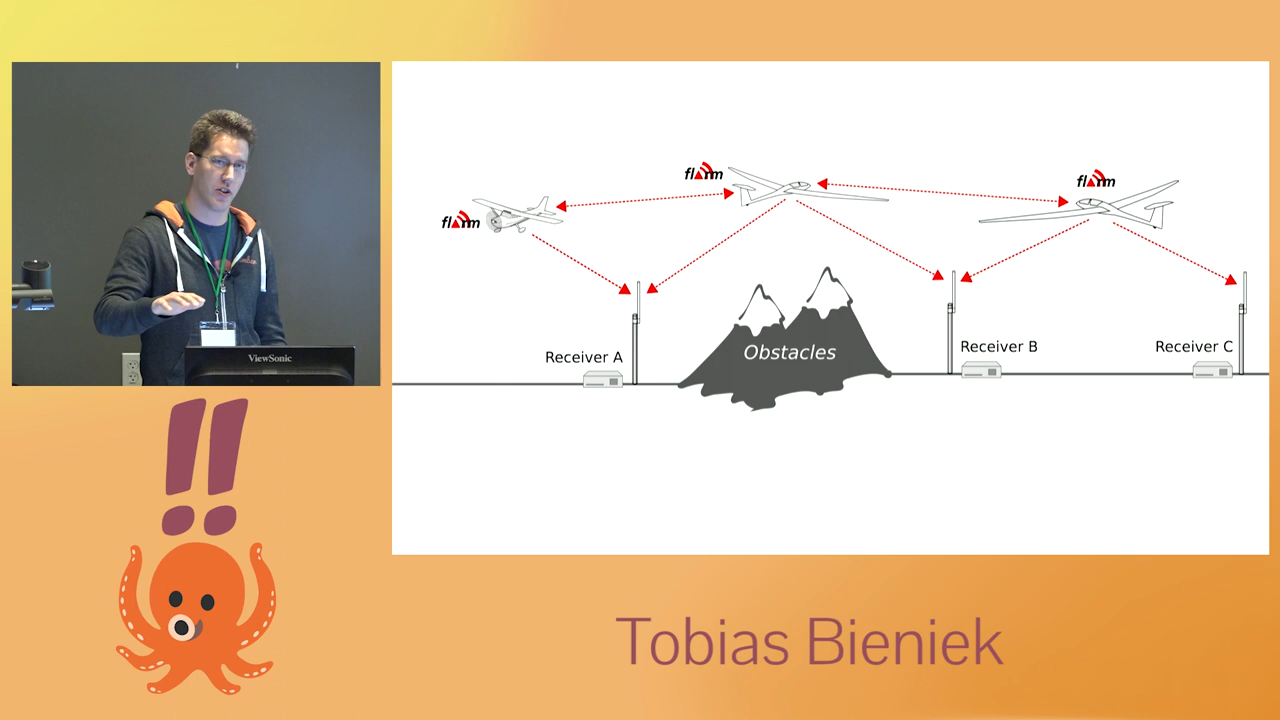 flarm
flarm
flarm
Receiver A
Obstacles
Receiver B
Receiver C
ViewSonic
!!
Tobias Bieniek